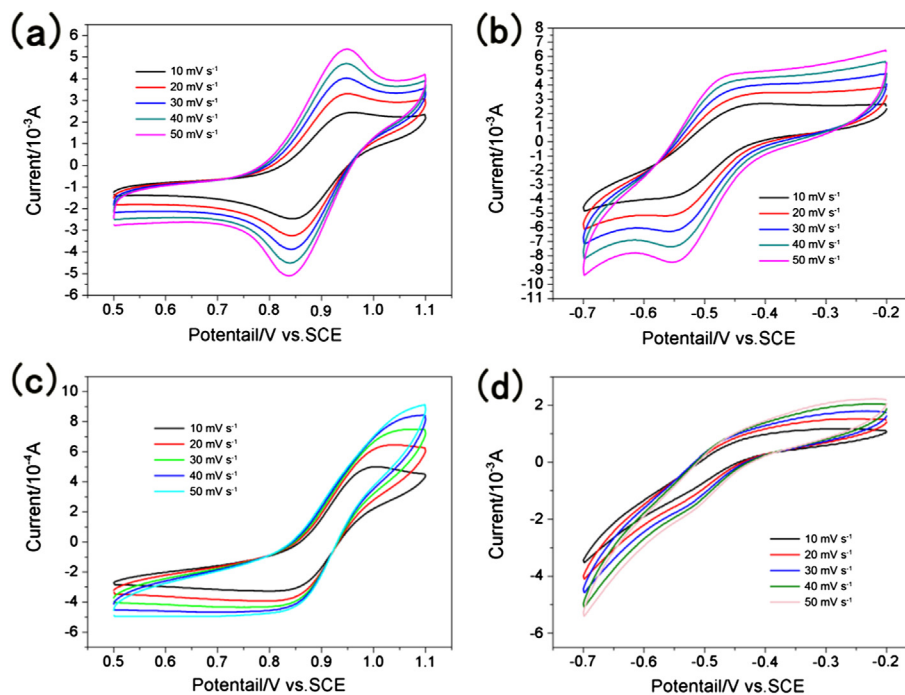 (a)
6
5
4
3
2
1
0
-1
-2
-3
-4
-5
-6
Current/10⁻³A
10 mV s⁻¹
20 mV s⁻¹
30 mV s⁻¹
40 mV s⁻¹
50 mV s⁻¹
0.5 0.6 0.7 0.8 0.9 1.0 1.1
Potentail/V vs.SCE
(b)
8
7
5
4
3
1
0
-1
-3
-4
-5
-6
-8
-9
-11
Current/10⁻³A
10 mV s⁻¹
20 mV s⁻¹
30 mV s⁻¹
40 mV s⁻¹
50 mV s⁻¹
-0.7 -0.6 -0.5 -0.4 -0.3 -0.2
Potentail/V vs.SCE
(c)
10
8
6
4
2
0
-2
-4
-6
Current/10⁻⁴A
10 mV s⁻¹
20 mV s⁻¹
30 mV s⁻¹
40 mV s⁻¹
50 mV s⁻¹
0.5 0.6 0.7 0.8 0.9 1.0 1.1
Potentail/V vs.SCE
(d)
2
0
-2
-4
-6
Current/10⁻³A
10 mV s⁻¹
20 mV s⁻¹
30 mV s⁻¹
40 mV s⁻¹
50 mV s⁻¹
-0.7 -0.6 -0.5 -0.4 -0.3 -0.2
Potentail/V vs.SCE